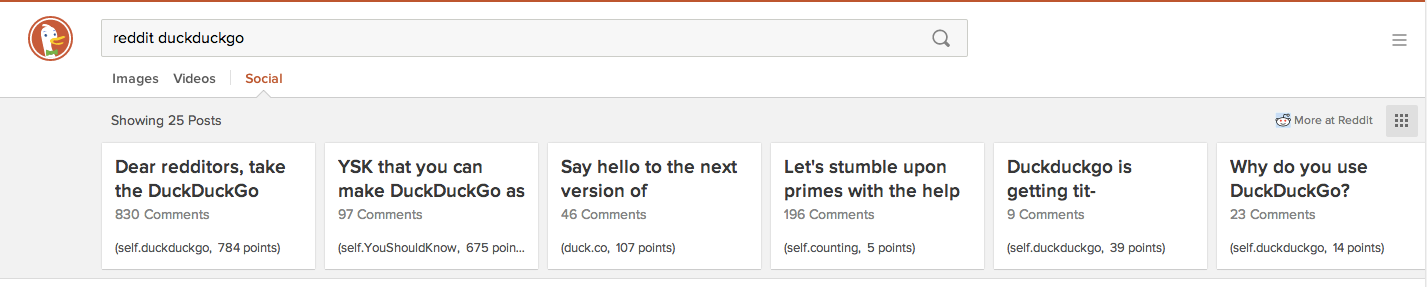 reddit duckduckgo
Images Videos Social
Showing 25 Posts
More at Reddit
Dear redditors, take
the DuckDuckGo
830 Comments
(self.duckduckgo, 784 points)
YSK that you can
make DuckDuckGo as
97 Comments
(self.YouShouldKnow, 675 poin...
Say hello to the next
version of
46 Comments
(duck.co, 107 points)
Let's stumble upon
primes with the help
196 Comments
(self.counting, 5 points)
Duckduckgo is
getting tit-
9 Comments
(self.duckduckgo, 39 points)
Why do you use
DuckDuckGo?
23 Comments
(self.duckduckgo, 14 points)